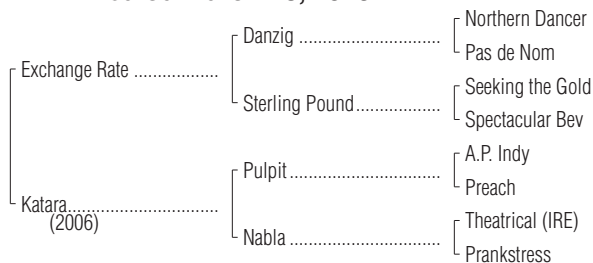 Northern Dancer
Danzig ..................................
Pas de Nom
Exchange Rate ....................
Seeking the Gold
Sterling Pound....................
Spectacular Bev
A.P. Indy
Pulpit....................................
Preach
Katara....................................
(2006)
Theatrical (IRE)
Nabla ....................................
Prankstress